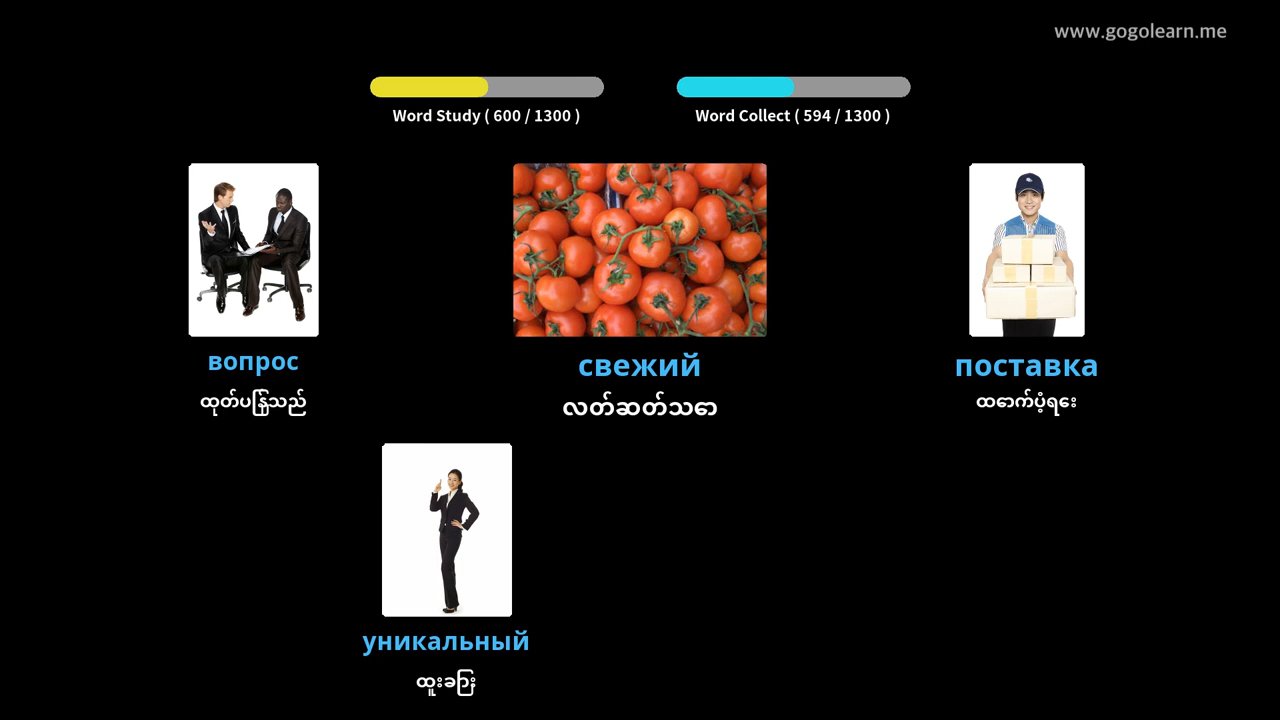 www.gogolearn.me
Word Study ( 600 / 1300 )
Word Collect ( 594 / 1300 )
вопрос
свежий
поставка
ထုတ်ပြန်သည်
လတ်ဆတ်သော
ထောက်ပံ့ရေး
уникальный
ထူးခြား